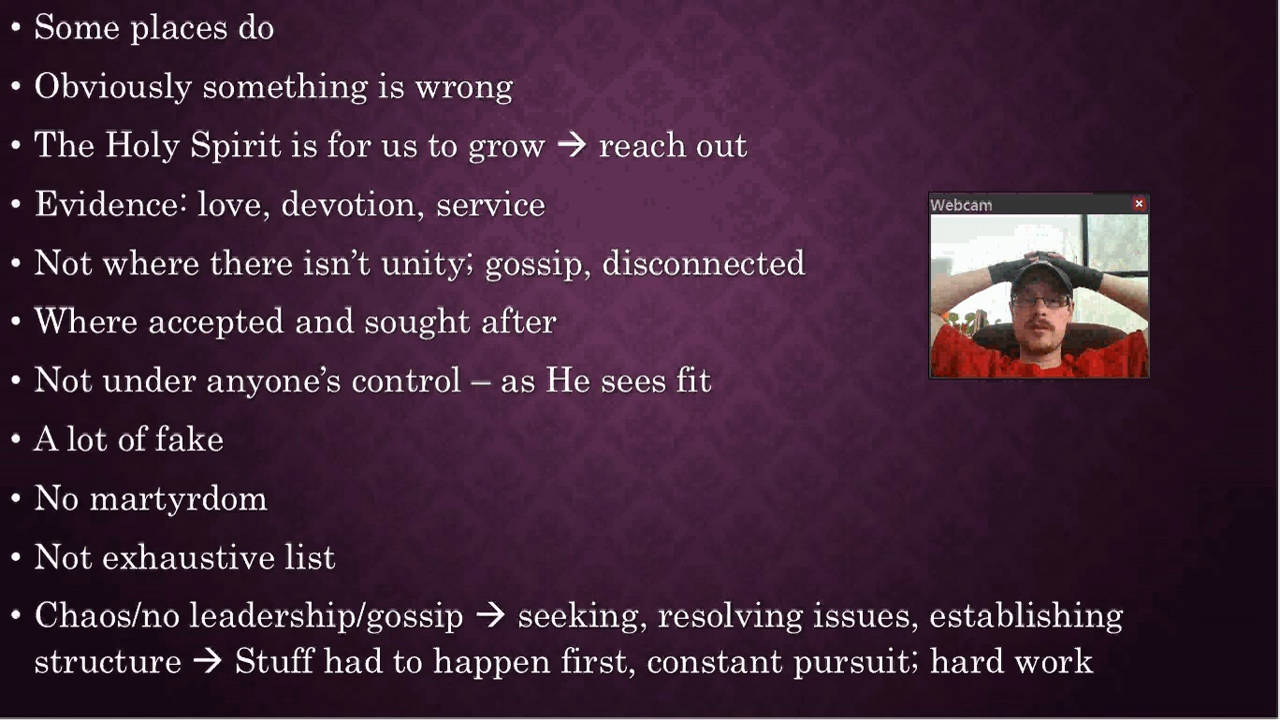 • Some places do
• Obviously something is wrong
• The Holy Spirit is for us to grow → reach out
• Evidence: love, devotion, service
Webcam
• Not where there isn’t unity; gossip, disconnected
• Where accepted and sought after
• Not under anyone’s control – as He sees fit
• A lot of fake
• No martyrdom
• Not exhaustive list
• Chaos/no leadership/gossip → seeking, resolving issues, establishing
structure → Stuff had to happen first, constant pursuit; hard work